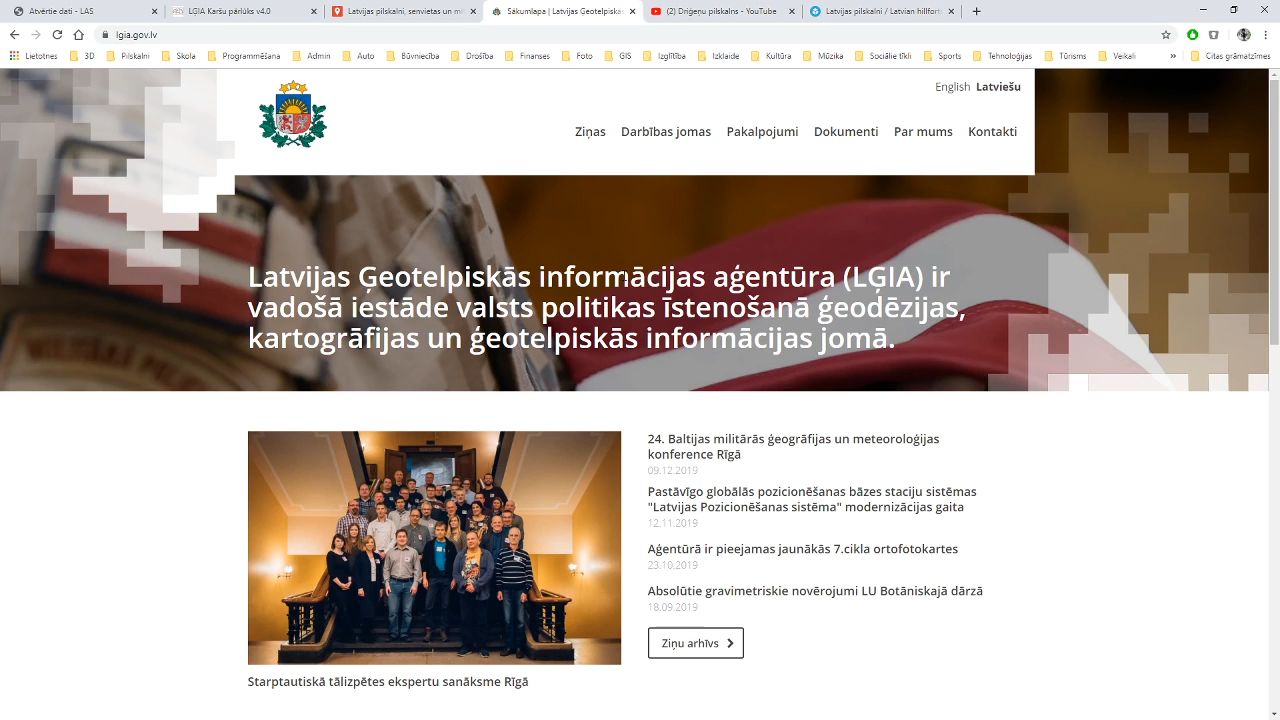 Atvērtie dati - LAS
LĢIA Karšu pārlūks v4.0
Latvijas pilskalni, senvietas un mi
Sākumlapa | Latvijas Ģeotelpiskās
(2) Driģeņu pilskalns - YouTube
Latvijas pilskalni / Latvian hillfort
lgia.gov.lv
Lietotnes 3D Pilskalni Skola Programmēšana Admin Auto Būvniecība Drošība Finanses Foto GIS Izglītība Izklaide Kultūra Mūzika Sociālie tīkli Sports Tehnoloģijas Tūrisms Veikali » Citas grāmatzīmes
English Latviešu
Ziņas Darbības jomas Pakalpojumi Dokumenti Par mums Kontakti
Latvijas Ģeotelpiskās informācijas aģentūra (LĢIA) ir
vadošā iestāde valsts politikas īstenošanā ģeodēzijas,
kartogrāfijas un ģeotelpiskās informācijas jomā.
24. Baltijas militārās ģeogrāfijas un meteoroloģijas
konference Rīgā
09.12.2019
Pastāvīgo globālās pozicionēšanas bāzes staciju sistēmas
"Latvijas Pozicionēšanas sistēma" modernizācijas gaita
12.11.2019
Aģentūrā ir pieejamas jaunākās 7.cikla ortofotokartes
23.10.2019
Absolūtie gravimetriskie novērojumi LU Botāniskajā dārzā
18.09.2019
Ziņu arhīvs
Starptautiskā tālizpētes ekspertu sanāksme Rīgā